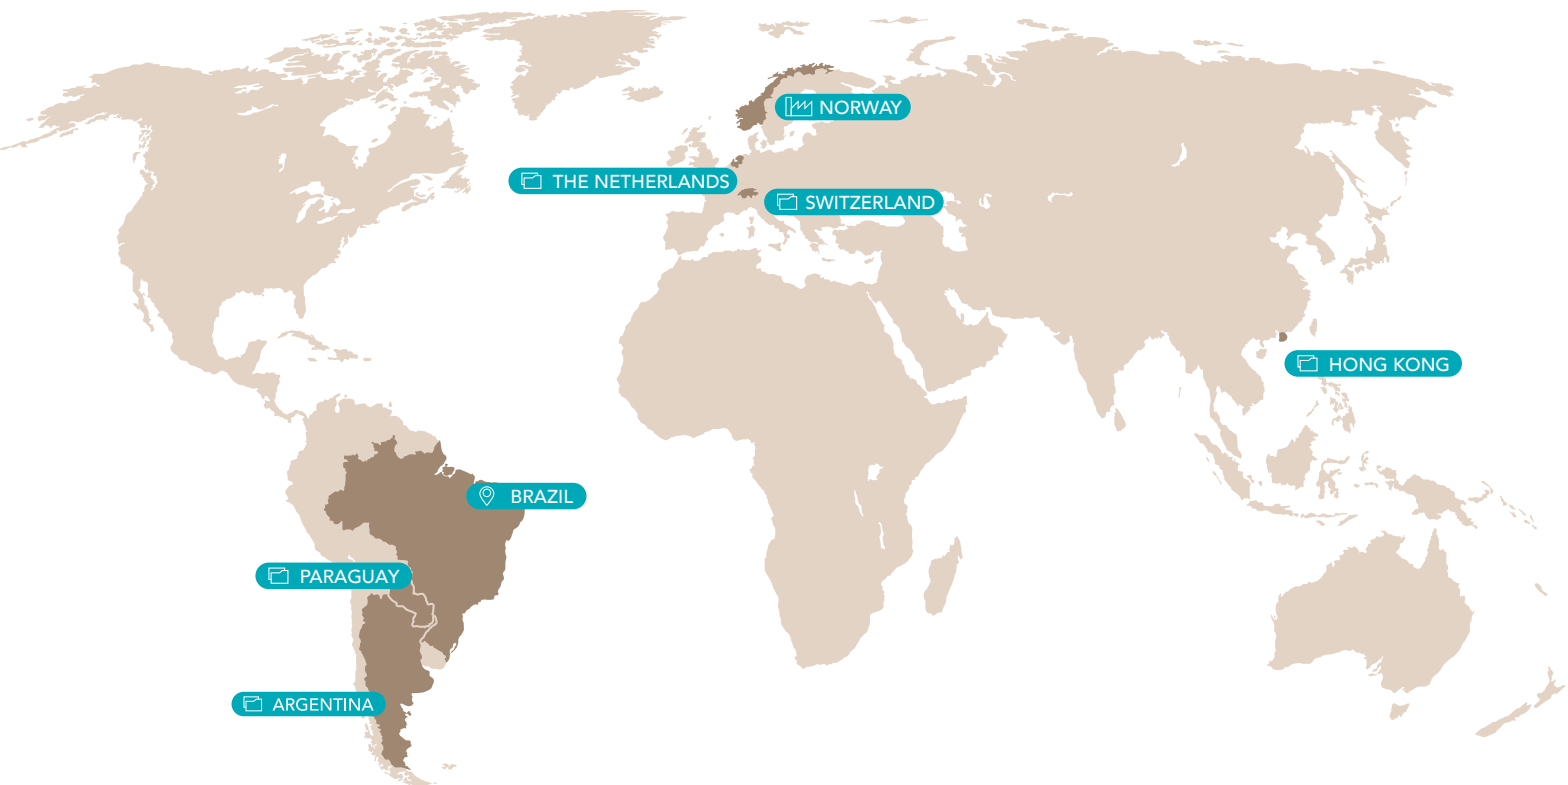 NORWAY
THE NETHERLANDS
SWITZERLAND
HONG KONG
BRAZIL
PARAGUAY
ARGENTINA